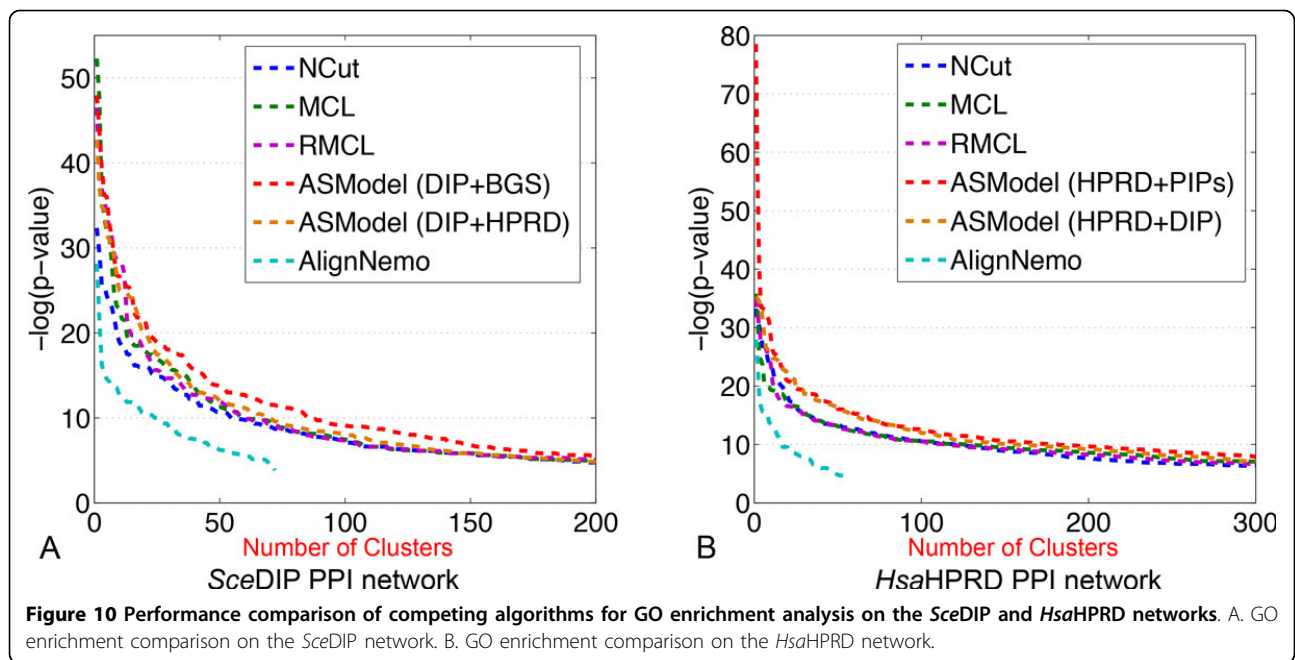 50
40
30
20
10
0
-log(p-value)
NCut
MCL
RMCL
ASModel (DIP+BGS)
ASModel (DIP+HPRD)
AlignNemo
0 50 100 150 200
A
Number of Clusters
SceDIP PPI network
80
70
60
50
40
30
20
10
0
-log(p-value)
NCut
MCL
RMCL
ASModel (HPRD+PIPs)
ASModel (HPRD+DIP)
AlignNemo
0 100 200 300
B
Number of Clusters
HsaHPRD PPI network
Figure 10 Performance comparison of competing algorithms for GO enrichment analysis on the SceDIP and HsaHPRD networks. A. GO
enrichment comparison on the SceDIP network. B. GO enrichment comparison on the HsaHPRD network.